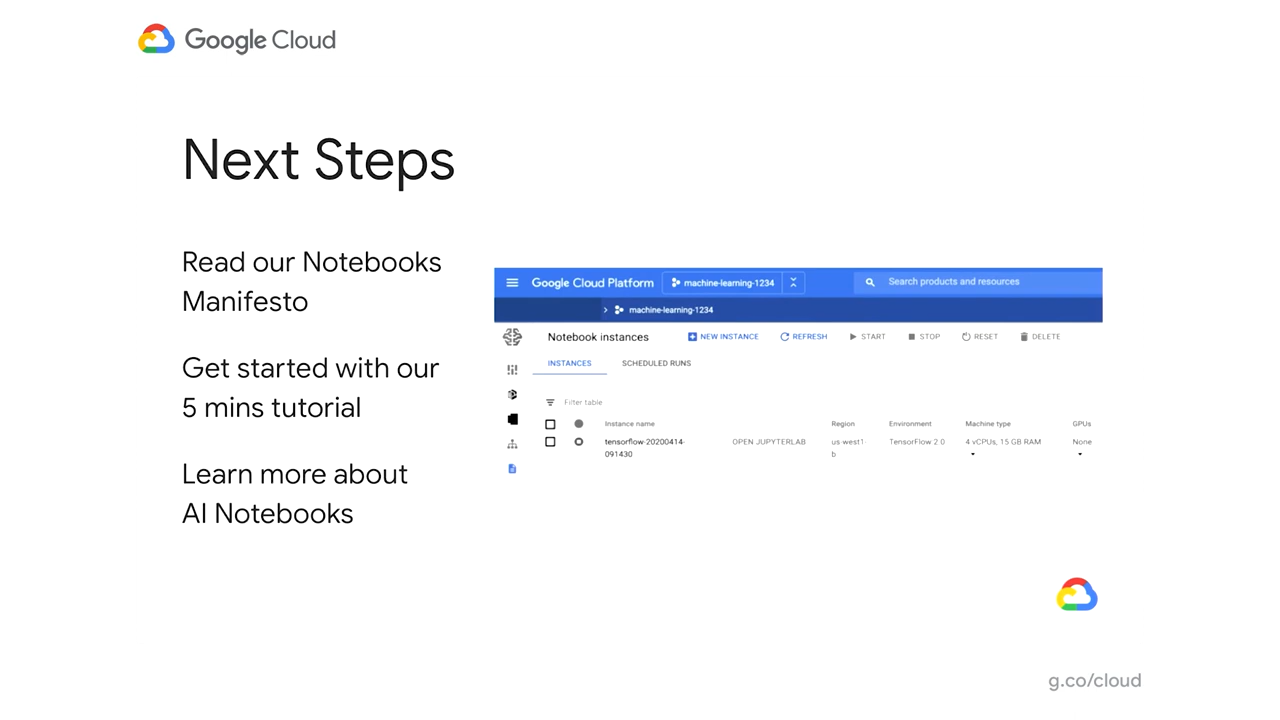 Google Cloud
Next Steps
Read our Notebooks
Manifesto
Get started with our
5 mins tutorial
Learn more about
AI Notebooks
Google Cloud Platform
machine-learning-1234
Search products and resources
machine-learning-1234
Notebook instances
NEW INSTANCE
REFRESH
START
STOP
RESET
DELETE
INSTANCES
SCHEDULED RUNS
Filter table
Instance name
Region
Environment
Machine type
GPUs
tensorflow-20200414-
091430
OPEN JUPYTERLAB
us-west1-
b
TensorFlow:2.0
4 vCPUs, 15 GB RAM
None
g.co/cloud